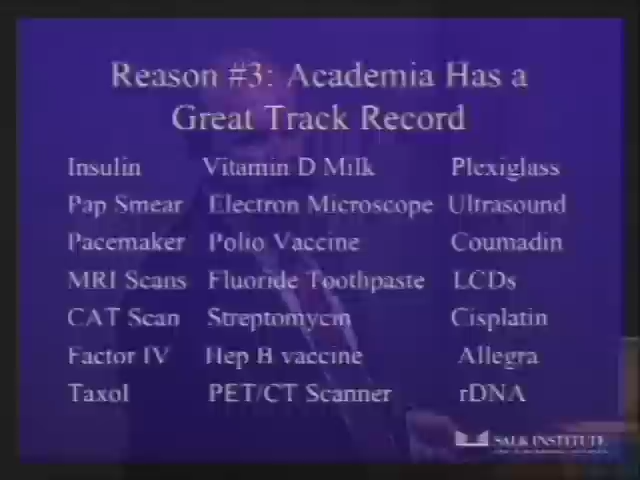 Reason #3: Academia Has a
Great Track Record
Insulin Vitamin D Milk Plexiglass
Pap Smear Electron Microscope Ultrasound
Pacemaker Polio Vaccine Coumadin
MRI Scans Fluoride Toothpaste LCDs
CAT Scan Streptomycin Cisplatin
Factor IV Hep B vaccine Allegra
Taxol PET/CT Scanner rDNA
SALK INSTITUTE